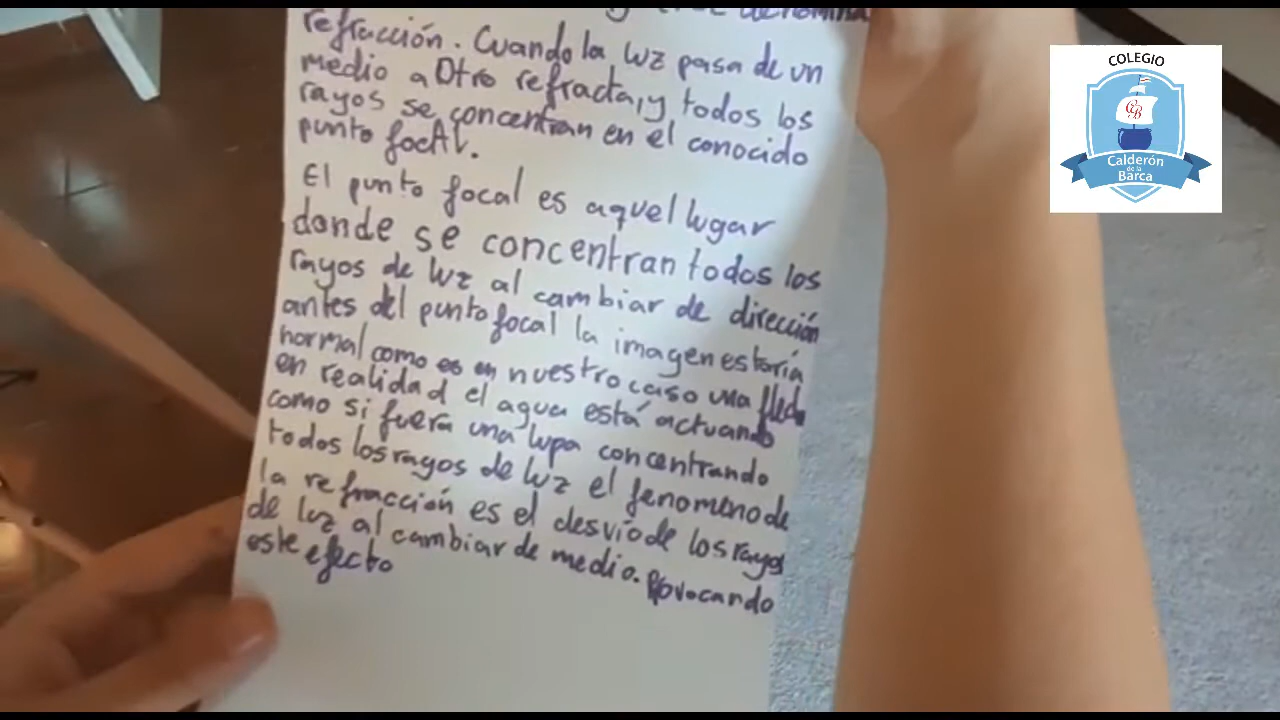 denomina
refracción. Cuando la luz pasa de un
medio a Otro refracta, y todos los
rayos se concentran en el conocido
punto focAl.
El punto focal es aquel lugar
donde se concentran todos los
rayos de luz al cambiar de dirección
antes del punto focal la imagen estaría
normal como es en nuestro caso una flecha
en realidad el agua está actuando
como si fuera una lupa concentrando
todos los rayos de luz el fenomeno de
la refracción es el desvío de los rayos
de luz al cambiar de medio. Provocando
este efecto
COLEGIO
CB
Calderón
de la
Barca